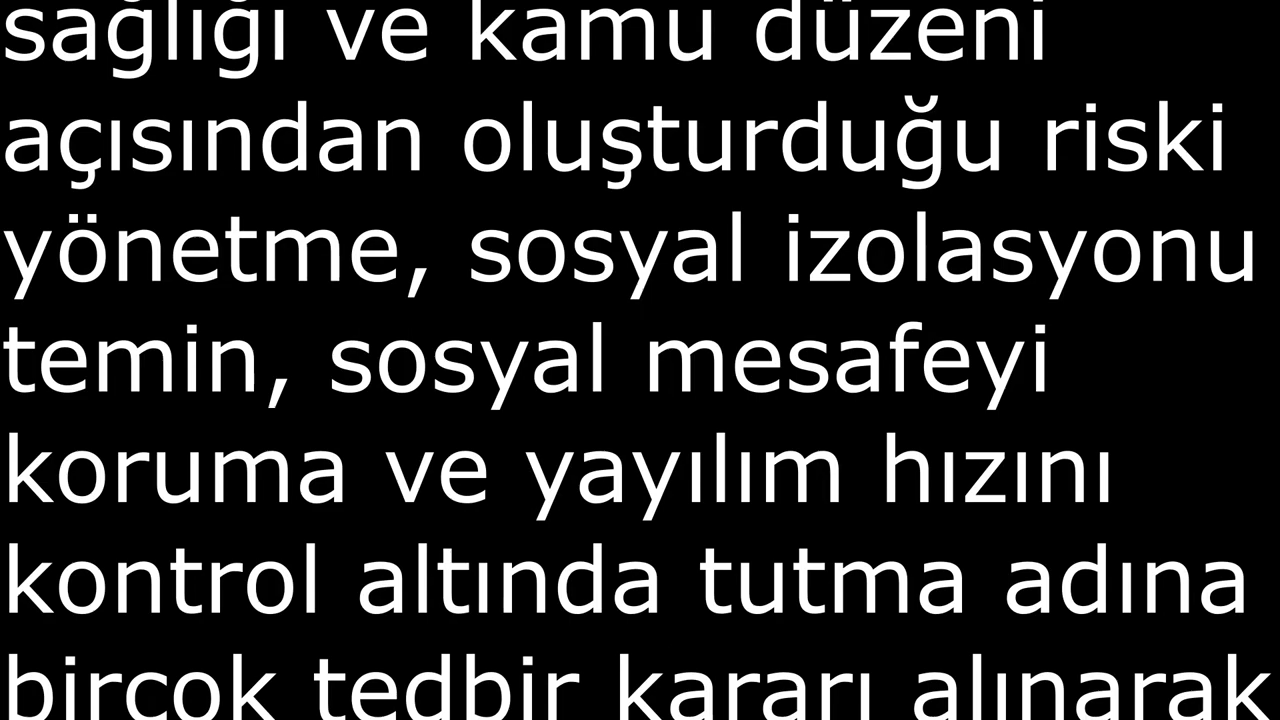 sağlığı ve kamu düzeni
açısından oluşturduğu riski
yönetme, sosyal izolasyonu
temin, sosyal mesafeyi
koruma ve yayılım hızını
kontrol altında tutma adına
birçok tedbir kararı alınarak